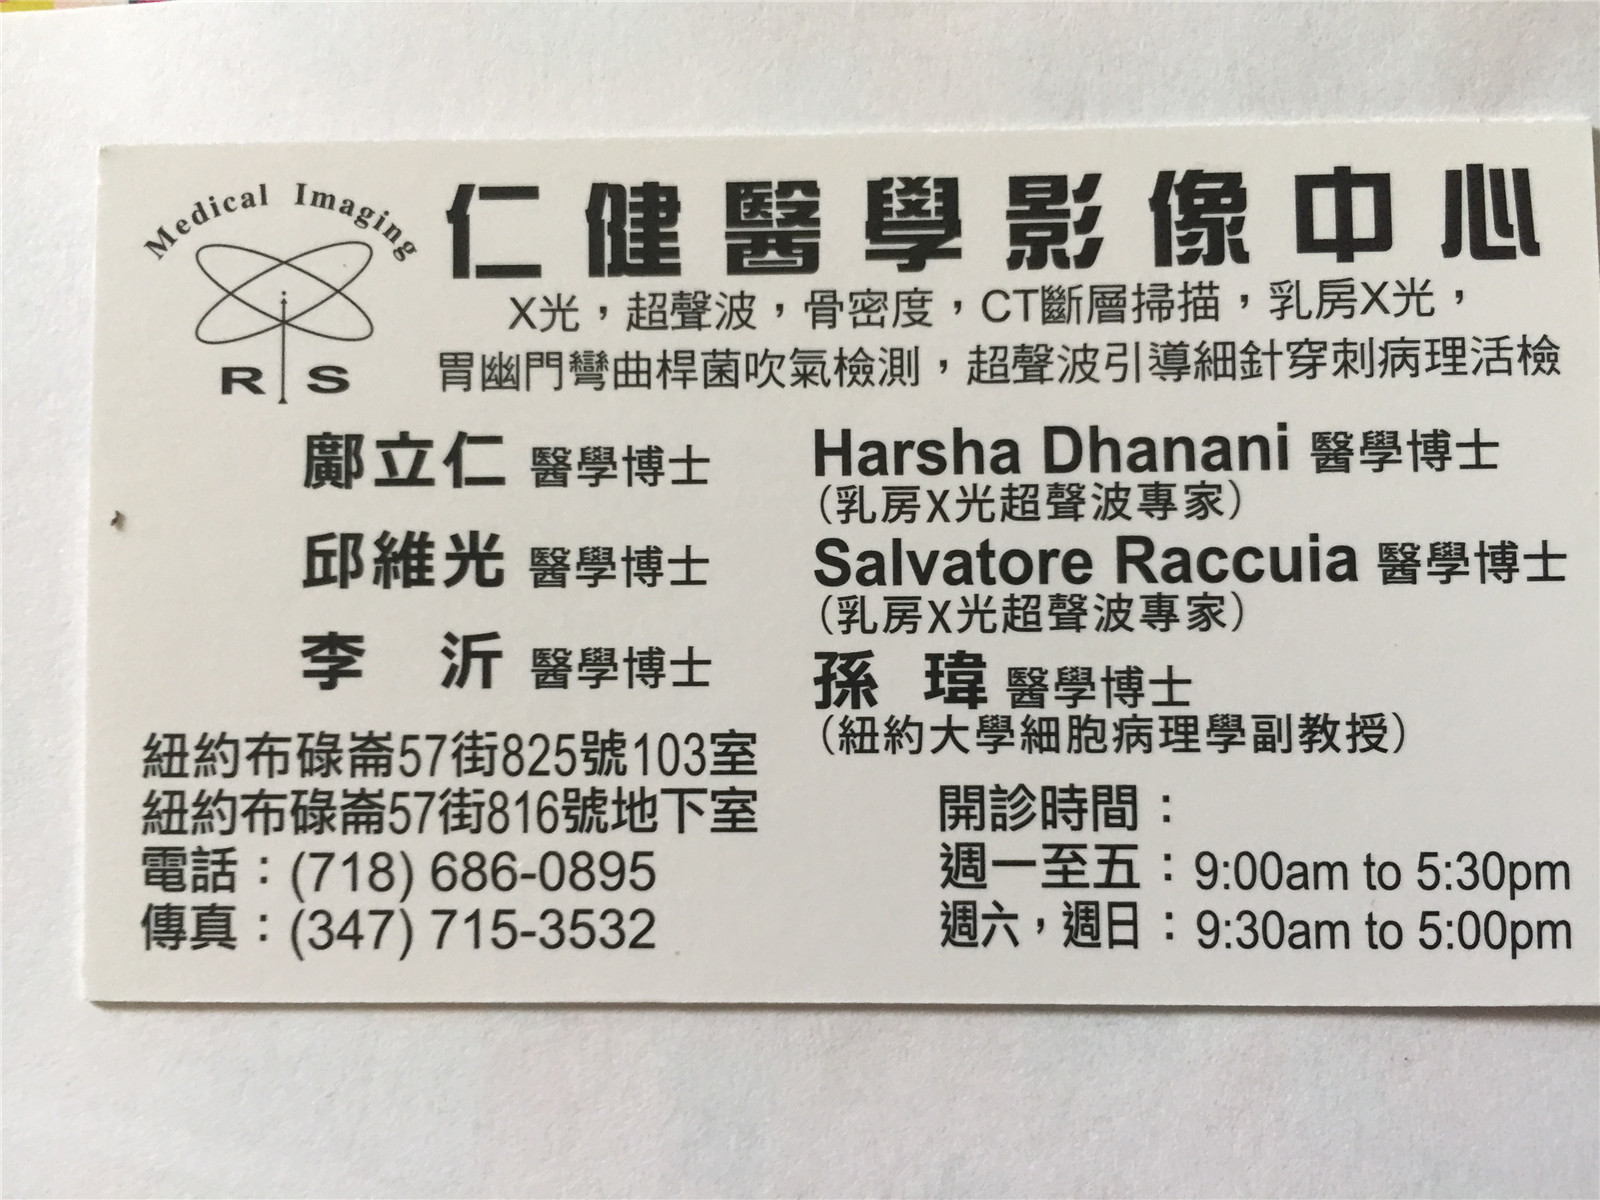 Medical Imaging
R S
仁健醫學影像中心
X光，超聲波，骨密度，CT斷層掃描，乳房X光，
胃幽門彎曲桿菌吹氣檢測，超聲波引導細針穿刺病理活檢
鄺立仁 醫學博士
邱維光 醫學博士
李 沂 醫學博士
Harsha Dhanani 醫學博士
（乳房X光超聲波專家）
Salvatore Raccuia 醫學博士
（乳房X光超聲波專家）
孫 瑋 醫學博士
（紐約大學細胞病理學副教授）
紐約布碌崙57街825號103室
紐約布碌崙57街816號地下室
電話：(718) 686-0895
傳真：(347) 715-3532
開診時間：
週一至五：9:00am to 5:30pm
週六，週日：9:30am to 5:00pm